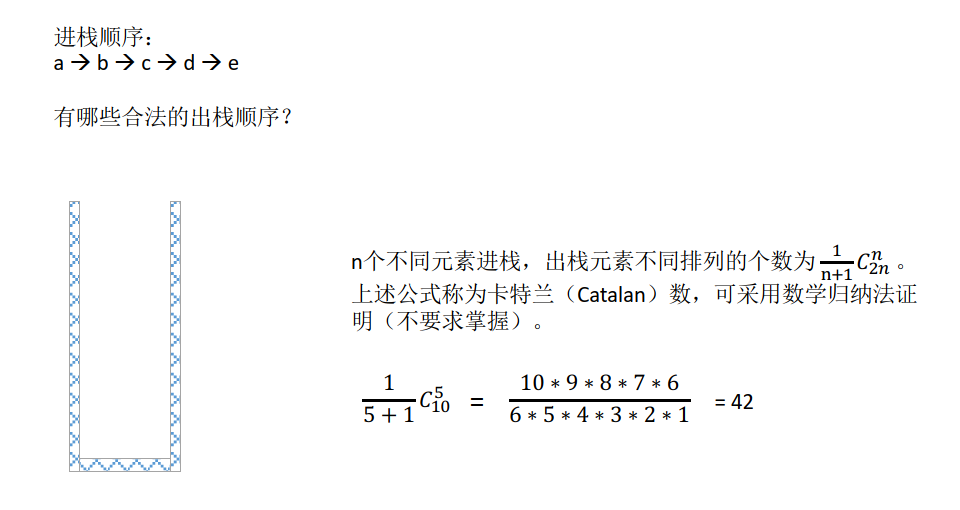 进栈顺序：
a → b → c → d → e
有哪些合法的出栈顺序？
n个不同元素进栈，出栈元素不同排列的个数为 \frac{1}{n+1}C_{2n}^{n} 。
上述公式称为卡特兰（Catalan）数，可采用数学归纳法证
明（不要求掌握）。
\frac{1}{5+1}C_{10}^{5} = \frac{10*9*8*7*6}{6*5*4*3*2*1} = 42